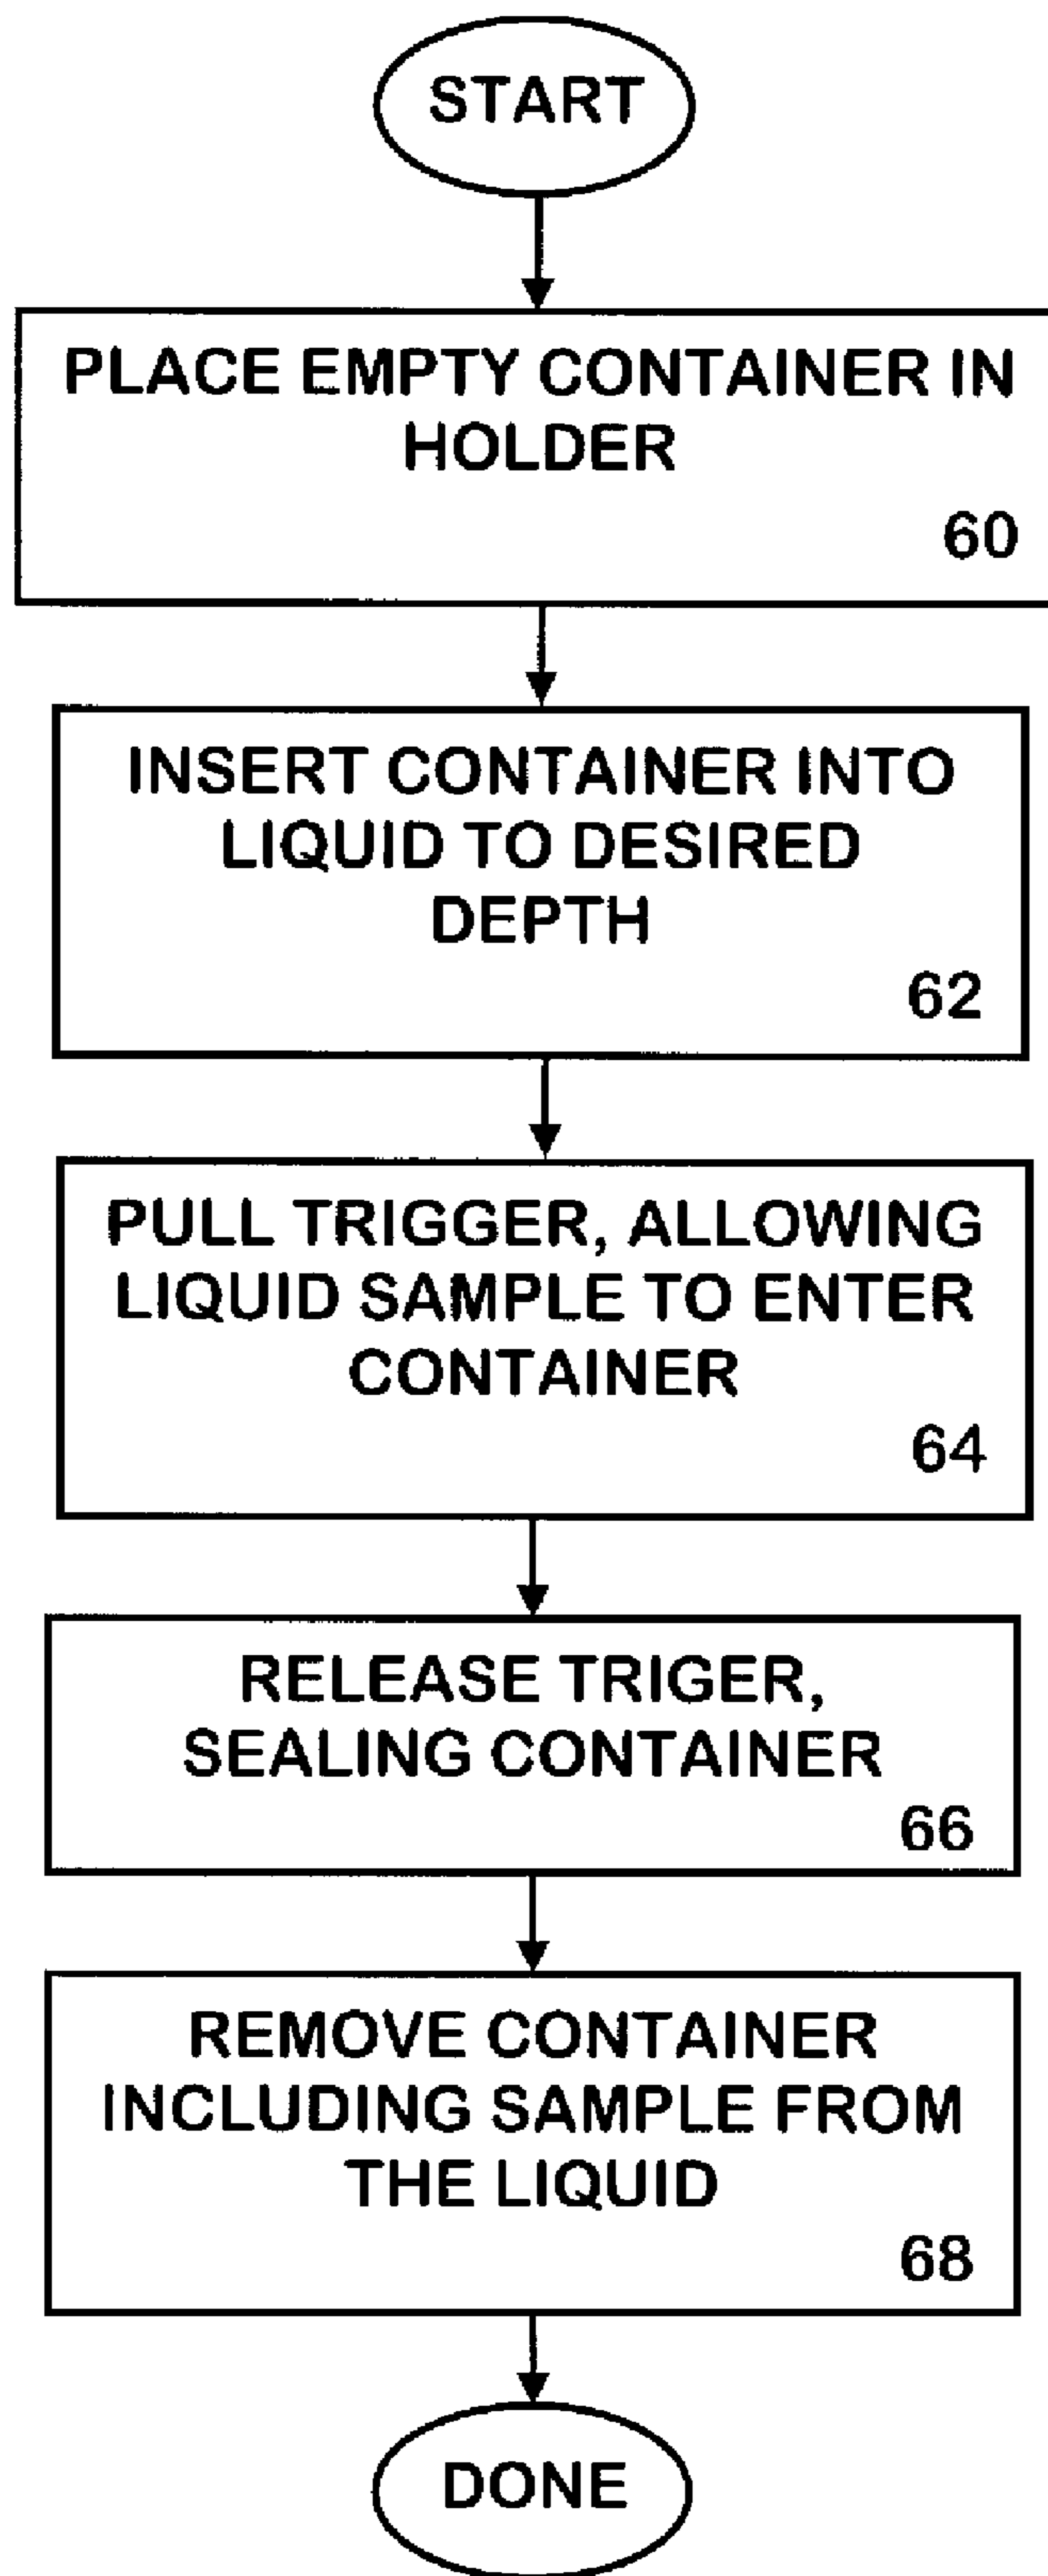 START
PLACE EMPTY CONTAINER IN
HOLDER
60
INSERT CONTAINER INTO
LIQUID TO DESIRED
DEPTH
62
PULL TRIGGER, ALLOWING
LIQUID SAMPLE TO ENTER
CONTAINER
64
RELEASE TRIGER,
SEALING CONTAINER
66
REMOVE CONTAINER
INCLUDING SAMPLE FROM
THE LIQUID
68
DONE